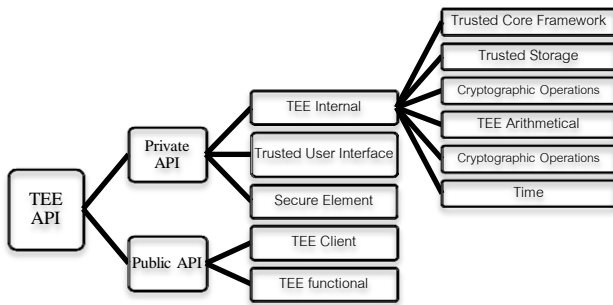 TEE
API
Private
API
Public API
TEE Internal
Trusted User Interface
Secure Element
TEE Client
TEE functional
Trusted Core Framework
Trusted Storage
Cryptographic Operations
TEE Arithmetical
Cryptographic Operations
Time